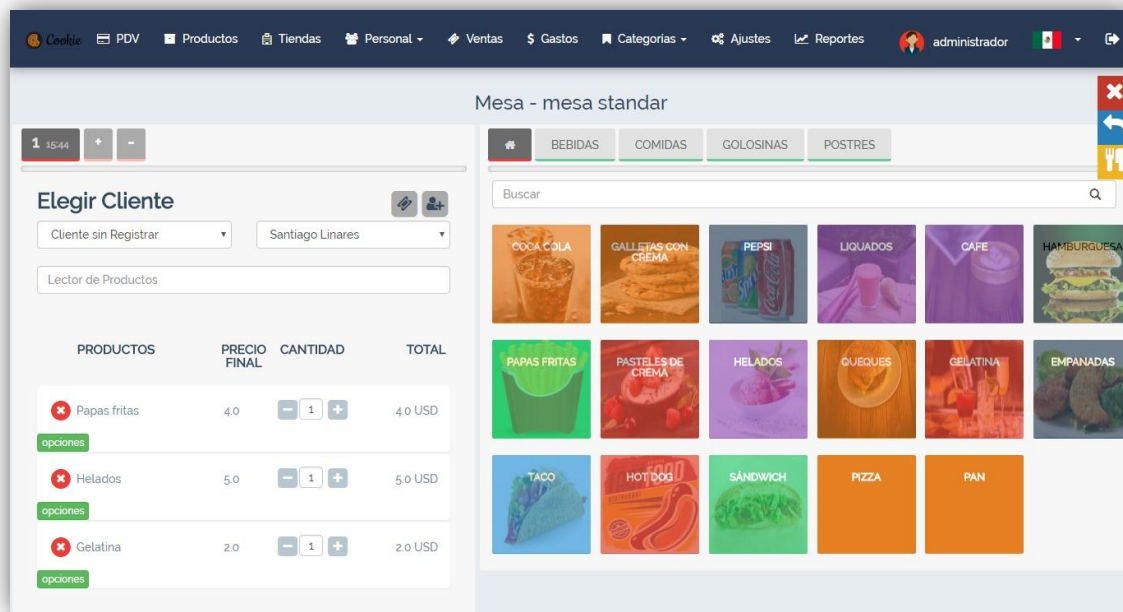 Cookie PDV Productos Tiendas Personal Ventas $ Gastos Categorías Ajustes Reportes administrador
Mesa - mesa standar
1 15:44 + -
BEBIDAS COMIDAS GOLOSINAS POSTRES
Elegir Cliente
Cliente sin Registrar Santiago Linares
Lector de Productos
PRODUCTOS PRECIO FINAL CANTIDAD TOTAL
Papas fritas 4.0 1 4.0 USD
opciones
Helados 5.0 1 5.0 USD
opciones
Gelatina 2.0 1 2.0 USD
opciones
Buscar
COCA COLA GALLETAS CON CREMA PEPSI LIQUADOS CAFE HAMBURGUESA
PAPAS FRITAS PASTELES DE CREMA HELADOS QUEQUES GELATINA EMPANADAS
TACO HOT DOG SÁNDWICH PIZZA PAN